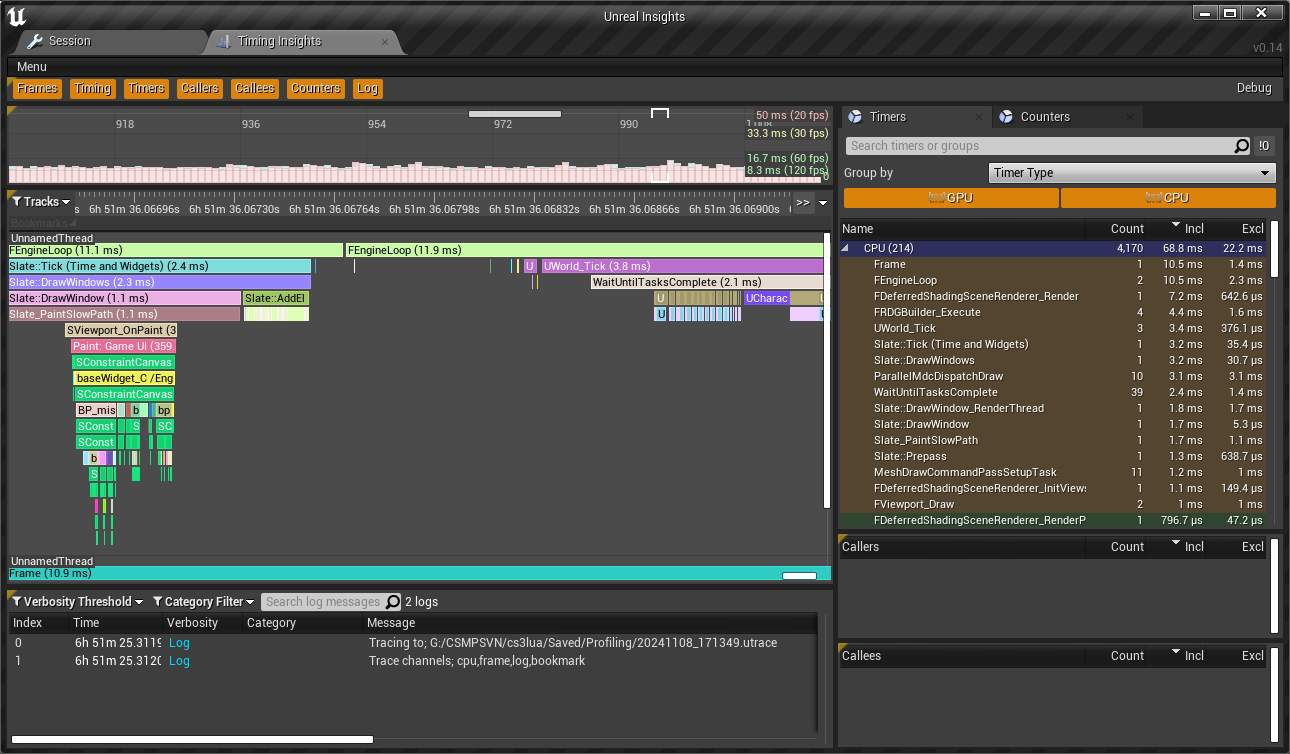 Unreal Insights
Session
Timing Insights
v0.14
Menu
Frames Timing Timers Callers Callees Counters Log
Debug
918 936 954 972 990 1,008
50 ms (20 fps)
33.3 ms (30 fps)
16.7 ms (60 fps)
8.3 ms (120 fps)
0
Tracks
s 6h 51m 36.06696s 6h 51m 36.06730s 6h 51m 36.06764s 6h 51m 36.06798s 6h 51m 36.06832s 6h 51m 36.06866s 6h 51m 36.06900s >>
Bookmarks
UnnamedThread
FEngineLoop (11.1 ms) FEngineLoop (11.9 ms)
Slate::Tick (Time and Widgets) (2.4 ms) U UWorld_Tick (3.8 ms)
Slate::DrawWindows (2.3 ms) WaitUntilTasksComplete (2.1 ms)
Slate::DrawWindow (1.1 ms) Slate::AddEl U UCharac U
Slate_PaintSlowPath (1.1 ms) U U
SViewport_OnPaint (3
Paint: Game UI (359.
SConstraintCanvas
baseWidget_C /Eng
SConstraintCanvas
BP_mis b bp
SConst S SC
SConst
b
S
UnnamedThread
Frame (10.9 ms)
Verbosity Threshold Category Filter Search log messages 2 logs
Index Time Verbosity Category Message
0 6h 51m 25.3119 Log Tracing to; G:/CSMPSVN/cs3lua/Saved/Profiling/20241108_171349.utrace
1 6h 51m 25.3120 Log Trace channels; cpu,frame,log,bookmark
Timers
Counters
Search timers or groups
!0
Group by Timer Type
GPU CPU
Name Count Incl Excl
CPU (214) 4,170 68.8 ms 22.2 ms
Frame 1 10.5 ms 1.4 ms
FEngineLoop 2 10.5 ms 2.3 ms
FDeferredShadingSceneRenderer_Render 1 7.2 ms 642.6 µs
FRDGBuilder_Execute 4 4.4 ms 1.6 ms
UWorld_Tick 3 3.4 ms 376.1 µs
Slate::Tick (Time and Widgets) 1 3.2 ms 35.4 µs
Slate::DrawWindows 1 3.2 ms 30.7 µs
ParallelMdcDispatchDraw 10 3.1 ms 3.1 ms
WaitUntilTasksComplete 39 2.4 ms 1.4 ms
Slate::DrawWindow_RenderThread 1 1.8 ms 1.7 ms
Slate::DrawWindow 1 1.7 ms 5.3 µs
Slate_PaintSlowPath 1 1.7 ms 1.1 ms
Slate::Prepass 1 1.3 ms 638.7 µs
MeshDrawCommandPassSetupTask 11 1.2 ms 1 ms
FDeferredShadingSceneRenderer_InitViews 1 1.1 ms 149.4 µs
FViewport_Draw 2 1 ms 1 ms
FDeferredShadingSceneRenderer_RenderP 1 796.7 µs 47.2 µs
Callers Count Incl Excl
Callees Count Incl Excl